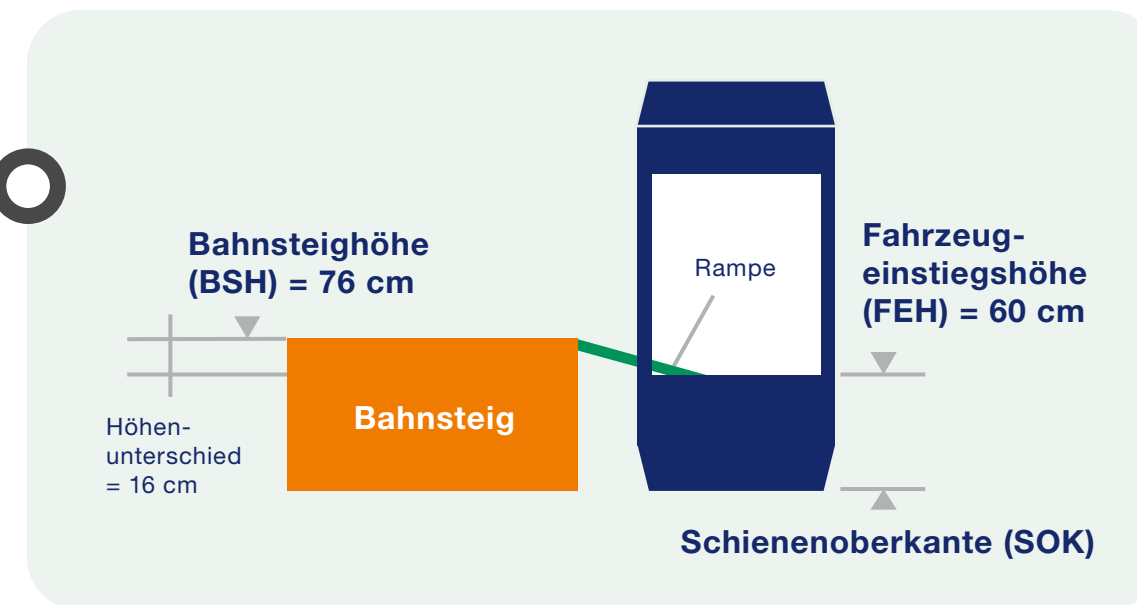 Bahnsteighöhe
(BSH) = 76 cm
Höhen-
unterschied
= 16 cm
Bahnsteig
Rampe
Fahrzeug-
einstiegshöhe
(FEH) = 60 cm
Schienenoberkante (SOK)